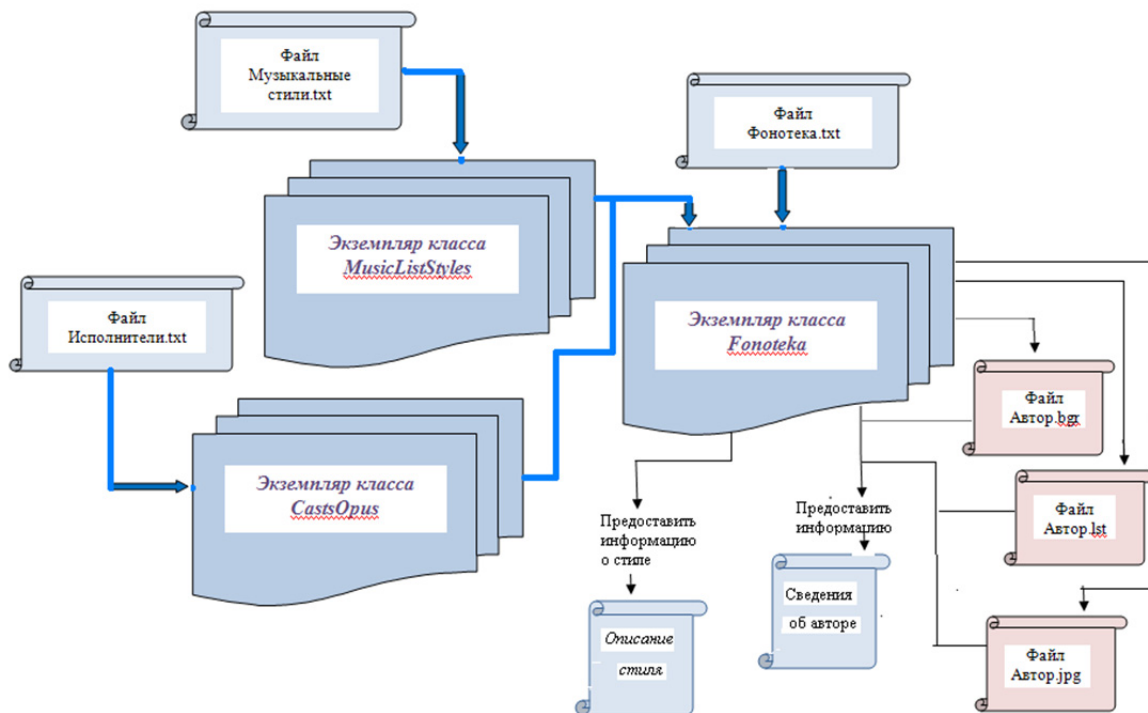 Файл
Музыкальные
стили.txt
Файл
Фонотека.txt
Экземпляр класса
MusicListStyles
Файл
Исполнители.txt
Экземпляр класса
Fonoteka
Файл
Автор.bgr
Экземпляр класса
CastsOpus
Файл
Автор.lst
Предоставить
информацию
о стиле
Предоставить
информацию
Сведения
об авторе
Описание
стиля
Файл
Автор.jpg